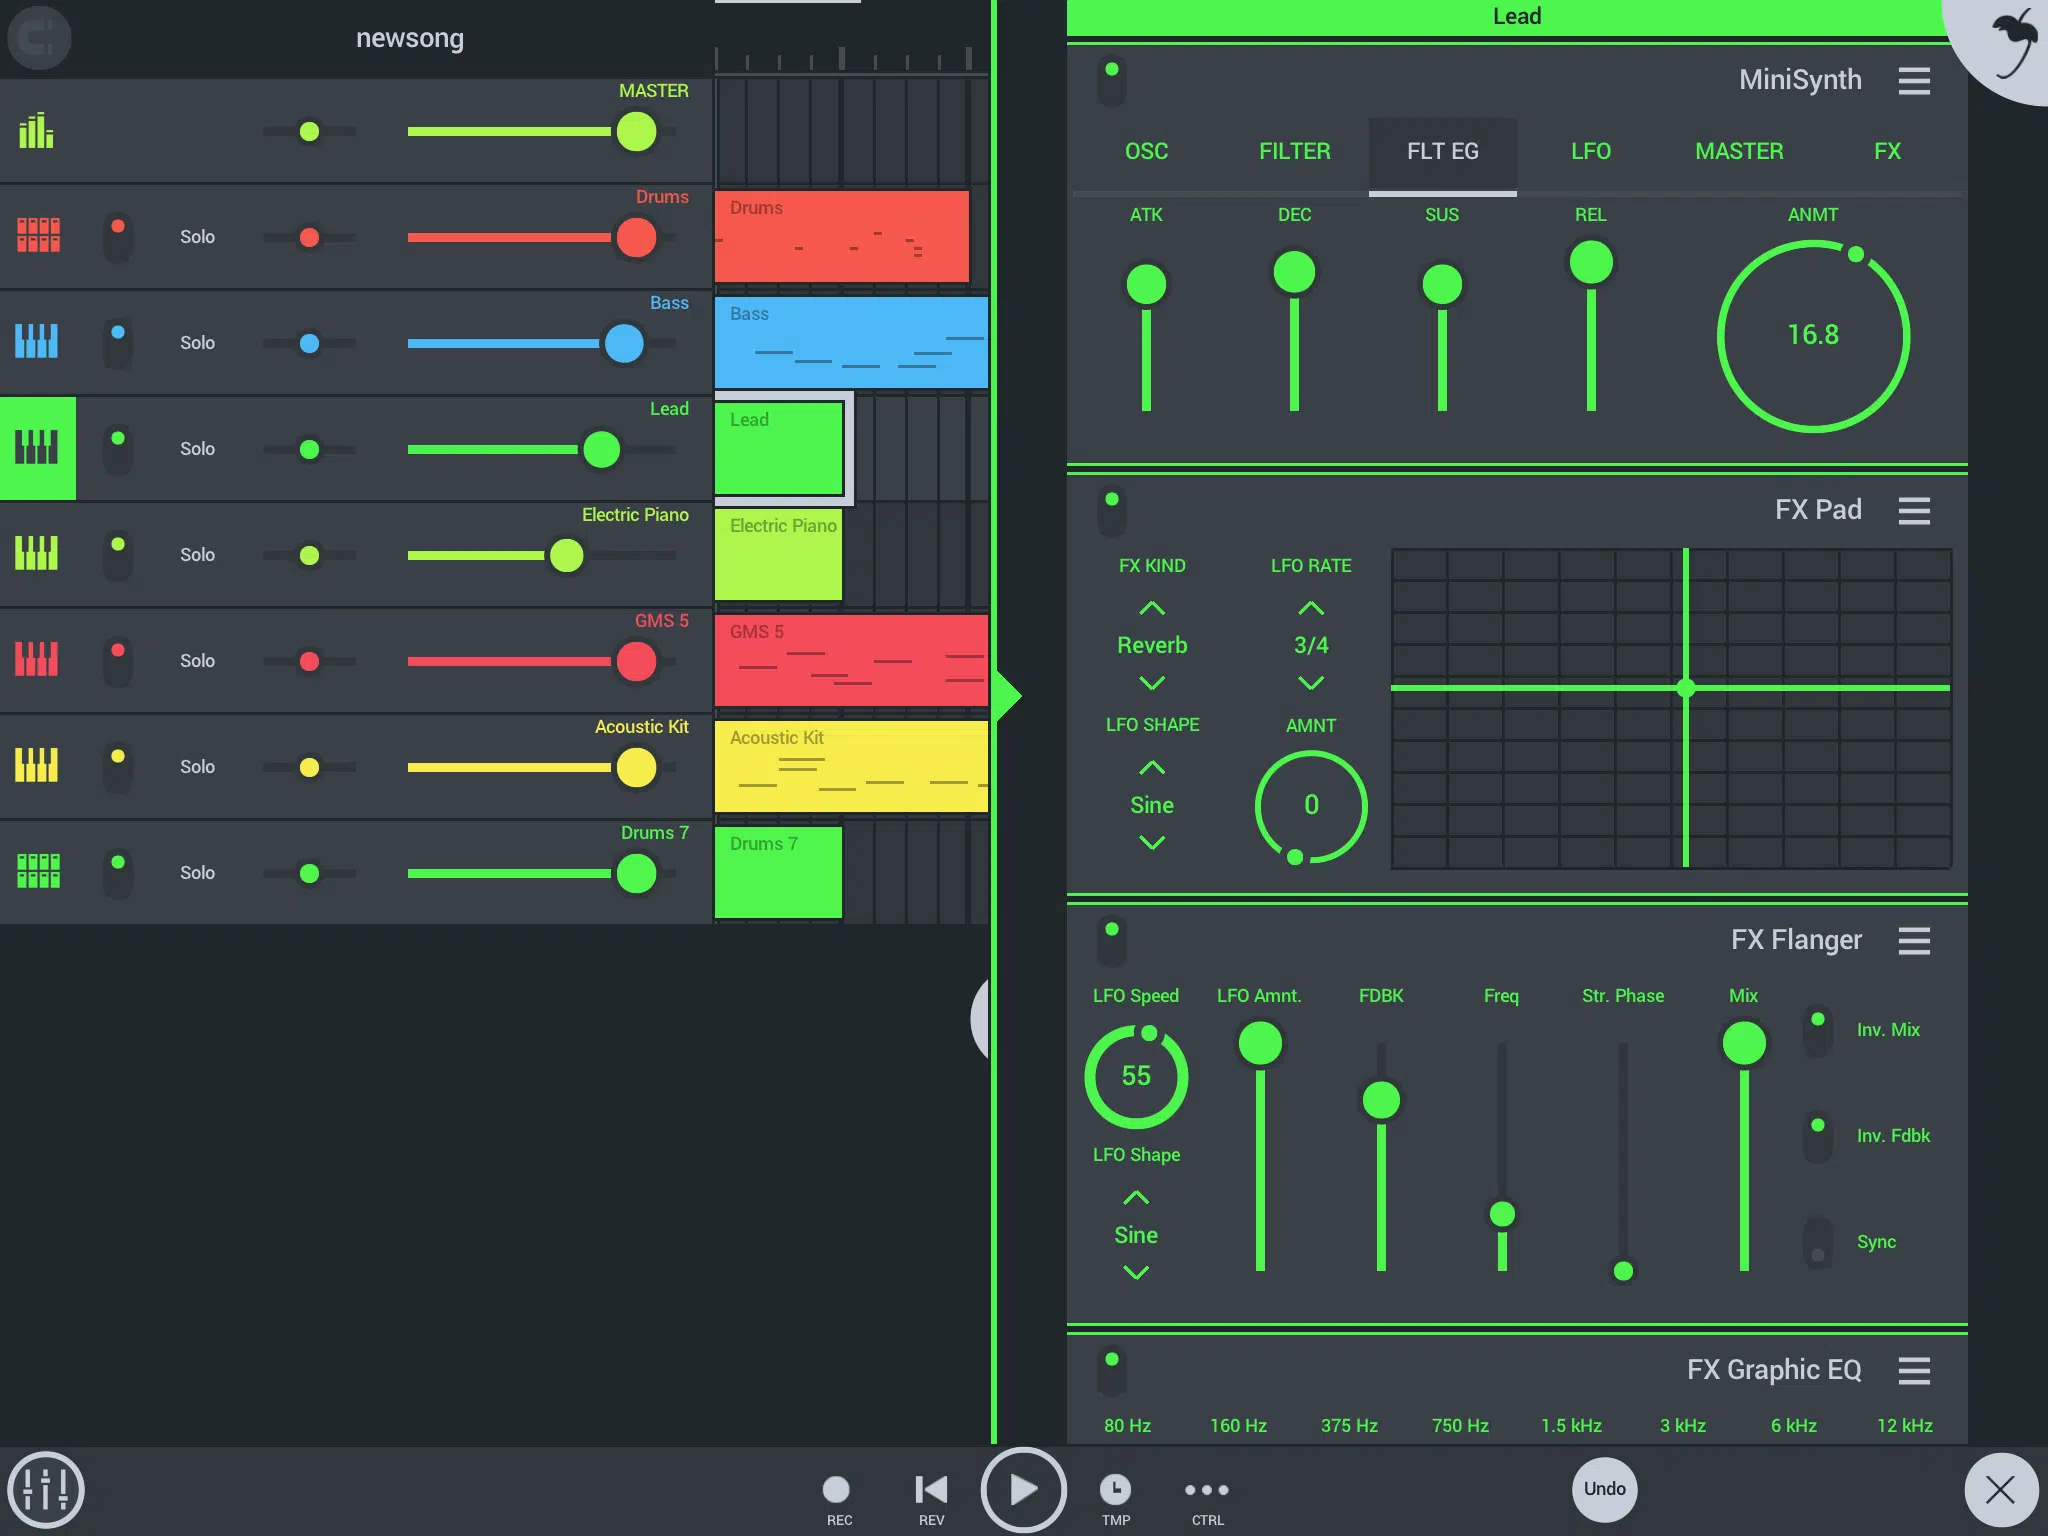 newsong
MASTER
Drums
Solo
Drums
Bass
Solo
Bass
Lead
Solo
Lead
Electric Piano
Solo
Electric Piano
GMS 5
Solo
GMS 5
Acoustic Kit
Solo
Acoustic Kit
Drums 7
Solo
Drums 7
Lead
MiniSynth
OSC FILTER FLT EG LFO MASTER FX
ATK DEC SUS REL ANMT
16.8
FX Pad
FX KIND LFO RATE
Reverb 3/4
LFO SHAPE AMNT
Sine 0
FX Flanger
LFO Speed LFO Amnt. FDBK Freq Str. Phase Mix
Inv. Mix
55
Inv. Fdbk
LFO Shape
Sine
Sync
FX Graphic EQ
80 Hz 160 Hz 375 Hz 750 Hz 1.5 kHz 3 kHz 6 kHz 12 kHz
Undo
REC REV TMP CTRL